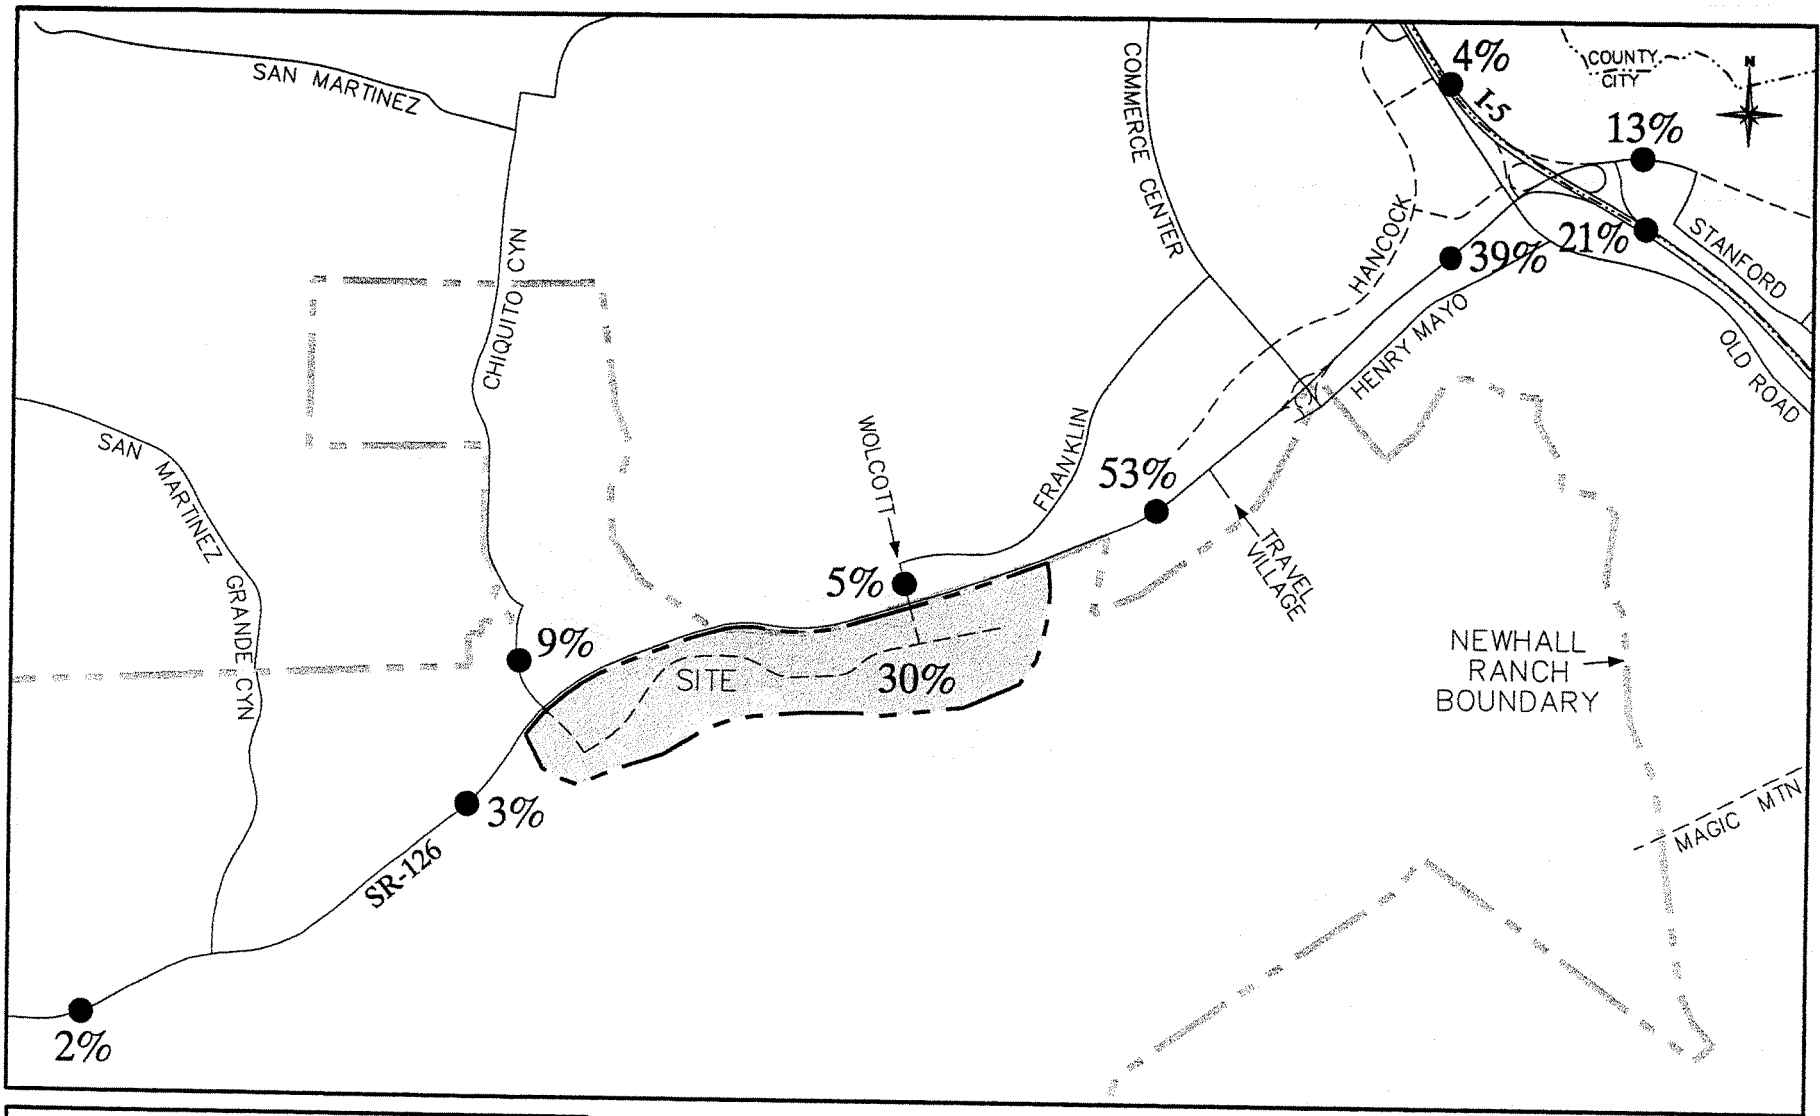 SAN MARTINEZ
COMMERCE CENTER
4%
I-5
COUNTY
CITY
N
13%
CHIQUITO CYN
HANCOCK
39%
21%
STANFORD
HENRY MAYO
OLD ROAD
SAN MARTINEZ GRANDE CYN
WOLCOTT
FRANKLIN
53%
TRAVEL
VILLAGE
5%
9%
SITE
30%
NEWHALL
RANCH
BOUNDARY
3%
SR-126
MAGIC MTN
2%